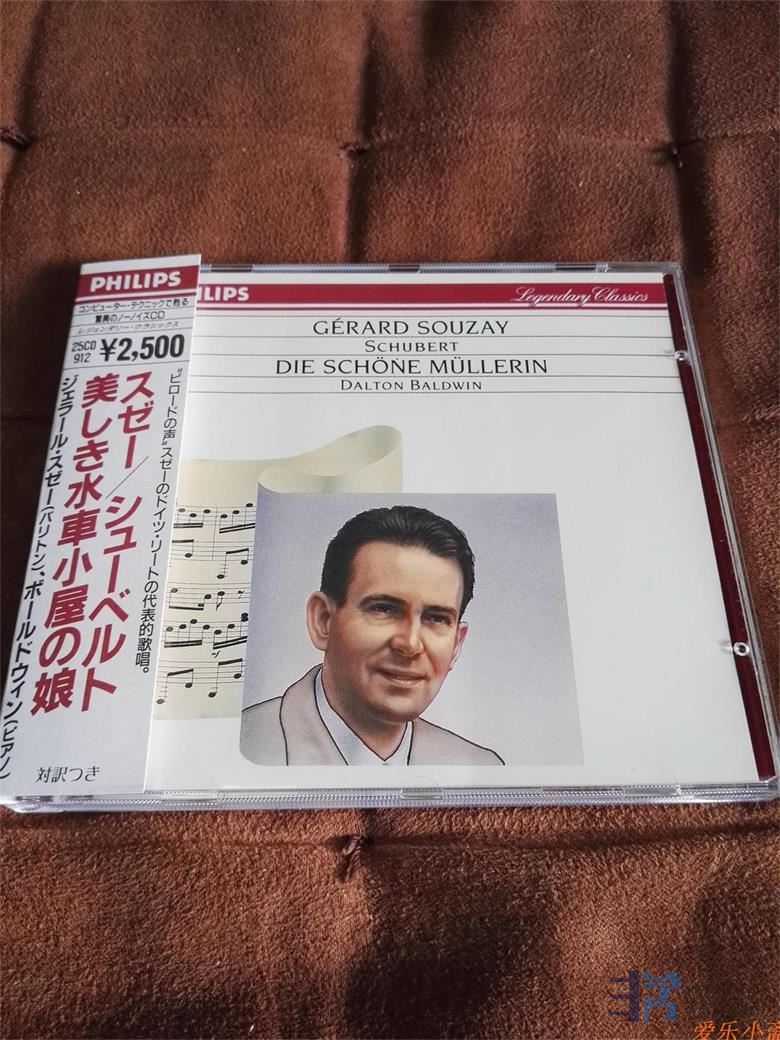 PHILIPS
コンピューター・テクニックで甦る
驚異のノーノイズCD
レジェンダリー・クラシックス
25CD
912
¥2,500
"ビロードの声"スゼーのドイツ・リートの代表的歌唱。
スゼー/シューベルト
美しき水車小屋の娘
ジェラール・スゼー(バリトン)、ボールドウィン(ピアノ)
対訳つき
ILIPS
Legendary Classics
GÉRARD SOUZAY
SCHUBERT
DIE SCHÖNE MÜLLERIN
DALTON BALDWIN
爱乐小斋